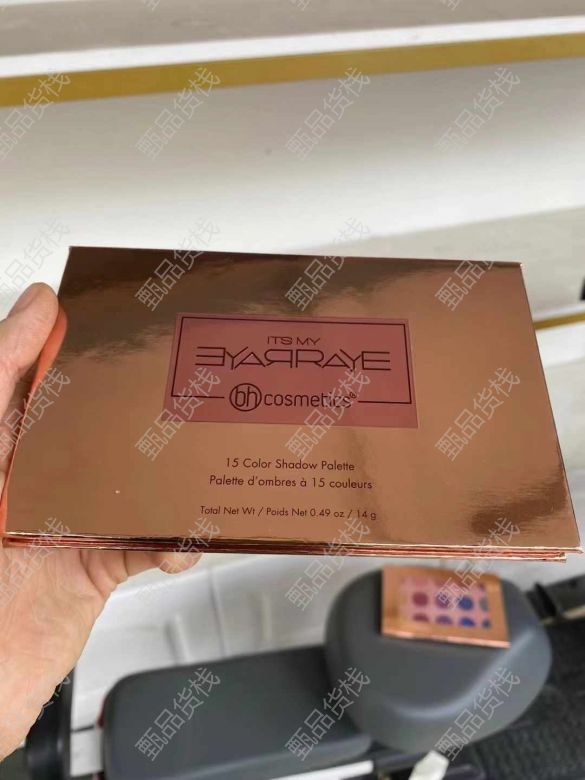 ITS MY
EYARRAYE
bh cosmetics®
15 Color Shadow Palette
Palette d'ombres à 15 couleurs
Total Net Wt / Poids Net 0.49 oz / 14 g
甄品货栈